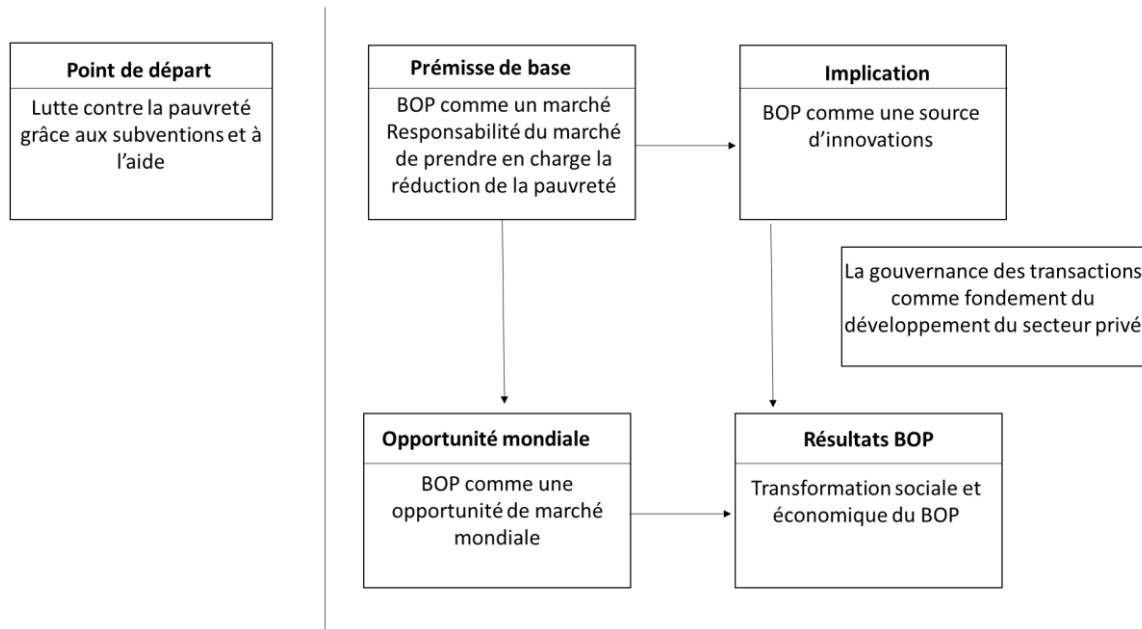 Point de départ
Lutte contre la pauvreté
grâce aux subventions et à
l'aide
Prémisse de base
BOP comme un marché
Responsabilité du marché
de prendre en charge la
réduction de la pauvreté
Implication
BOP comme une source
d'innovations
La gouvernance des transactions
comme fondement du
développement du secteur privé
Opportunité mondiale
BOP comme une
opportunité de marché
mondiale
Résultats BOP
Transformation sociale et
économique du BOP